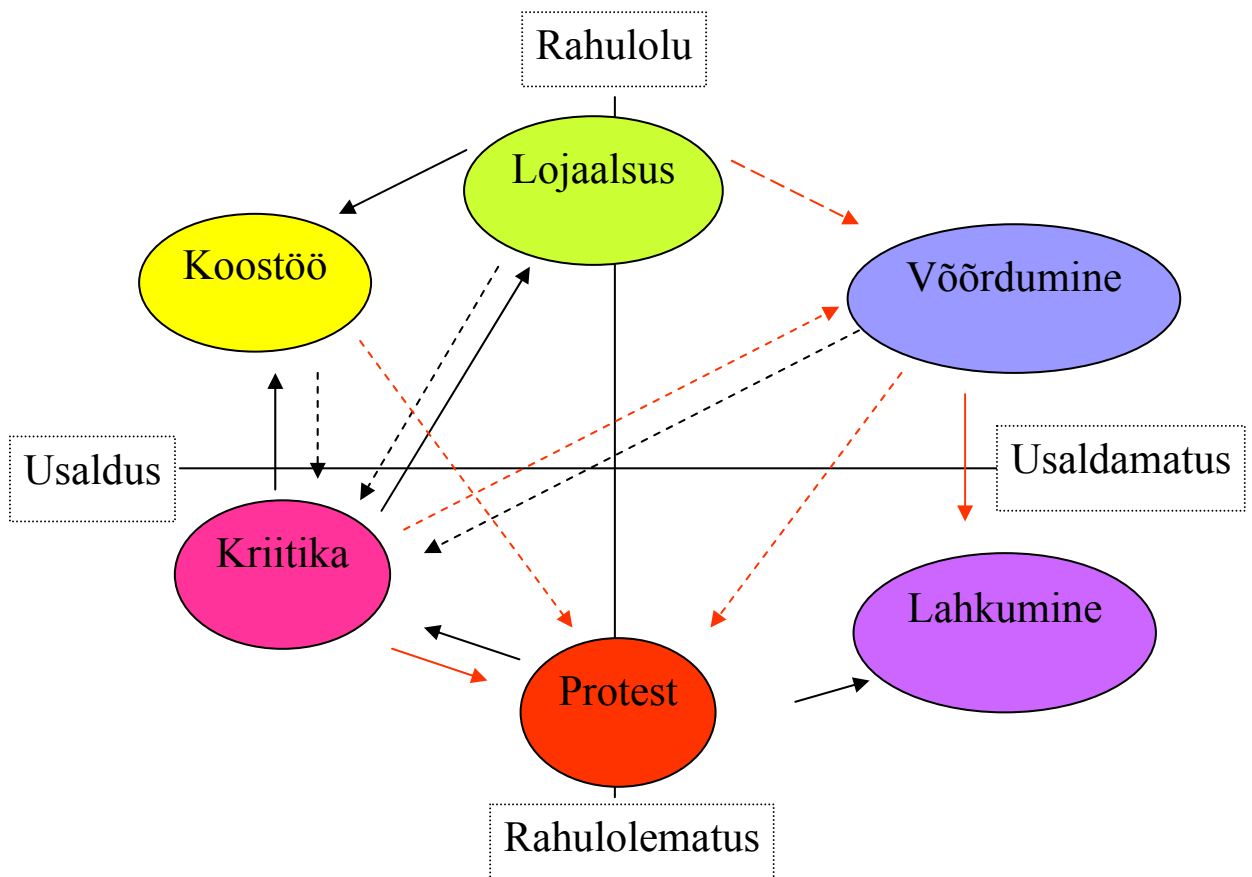 Rahulolu
Lojaalsus
Koostöö
Võõrdumine
Usaldus
Usaldamatus
Kriitika
Lahkumine
Protest
Rahulolematus